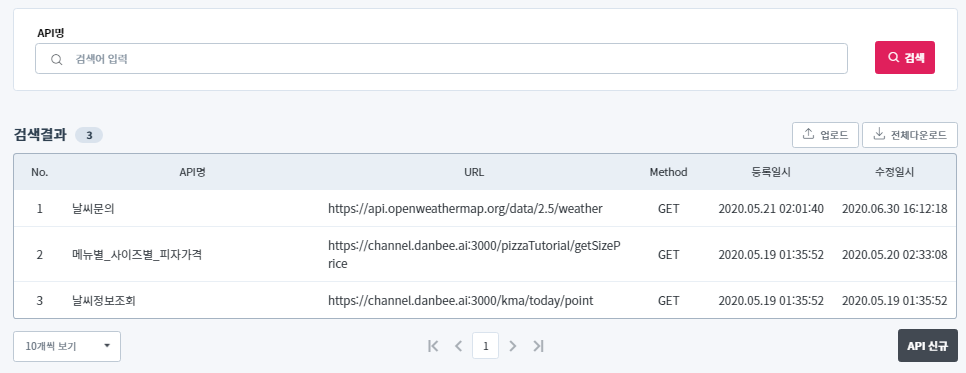 API명
검색어 입력
검색
검색결과 3
업로드
전체다운로드
No. API명 URL Method 등록일시 수정일시
1 날씨문의 https://api.openweathermap.org/data/2.5/weather GET 2020.05.21 02:01:40 2020.06.30 16:12:18
2 메뉴별_사이즈별_피자가격 https://channel.danbee.ai:3000/pizzaTutorial/getSizeP GET 2020.05.19 01:35:52 2020.05.20 02:33:08
rice
3 날씨정보조회 https://channel.danbee.ai:3000/kma/today/point GET 2020.05.19 01:35:52 2020.05.19 01:35:52
10개씩 보기
1
API 신규